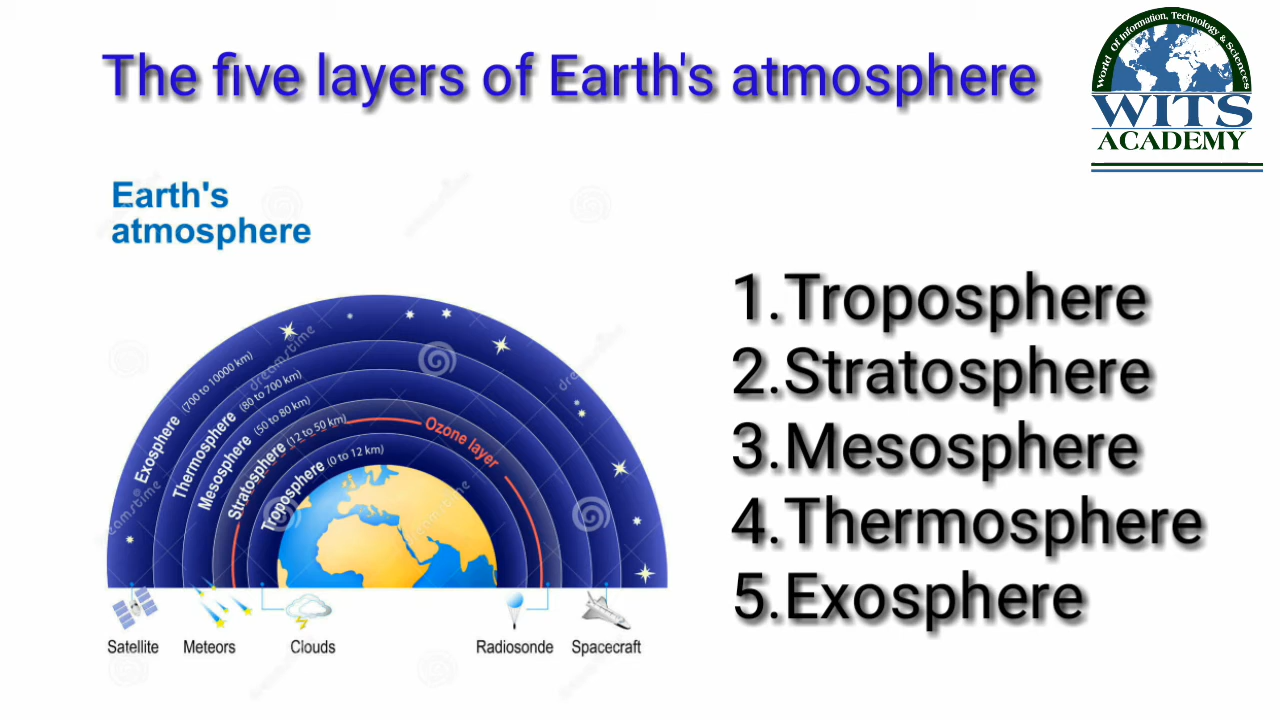 The five layers of Earth's atmosphere
World Of Information, Technology & Sciences
WITS
ACADEMY
Earth's
atmosphere
1.Troposphere
2.Stratosphere
3.Mesosphere
4.Thermosphere
5.Exosphere
Exosphere (700 to 10000 km)
Thermosphere (80 to 700 km)
Mesosphere (50 to 80 km)
Stratosphere (12 to 50 km)
Troposphere (0 to 12 km)
Ozone layer
dreamstime
Satellite
Meteors
Clouds
Radiosonde
Spacecraft